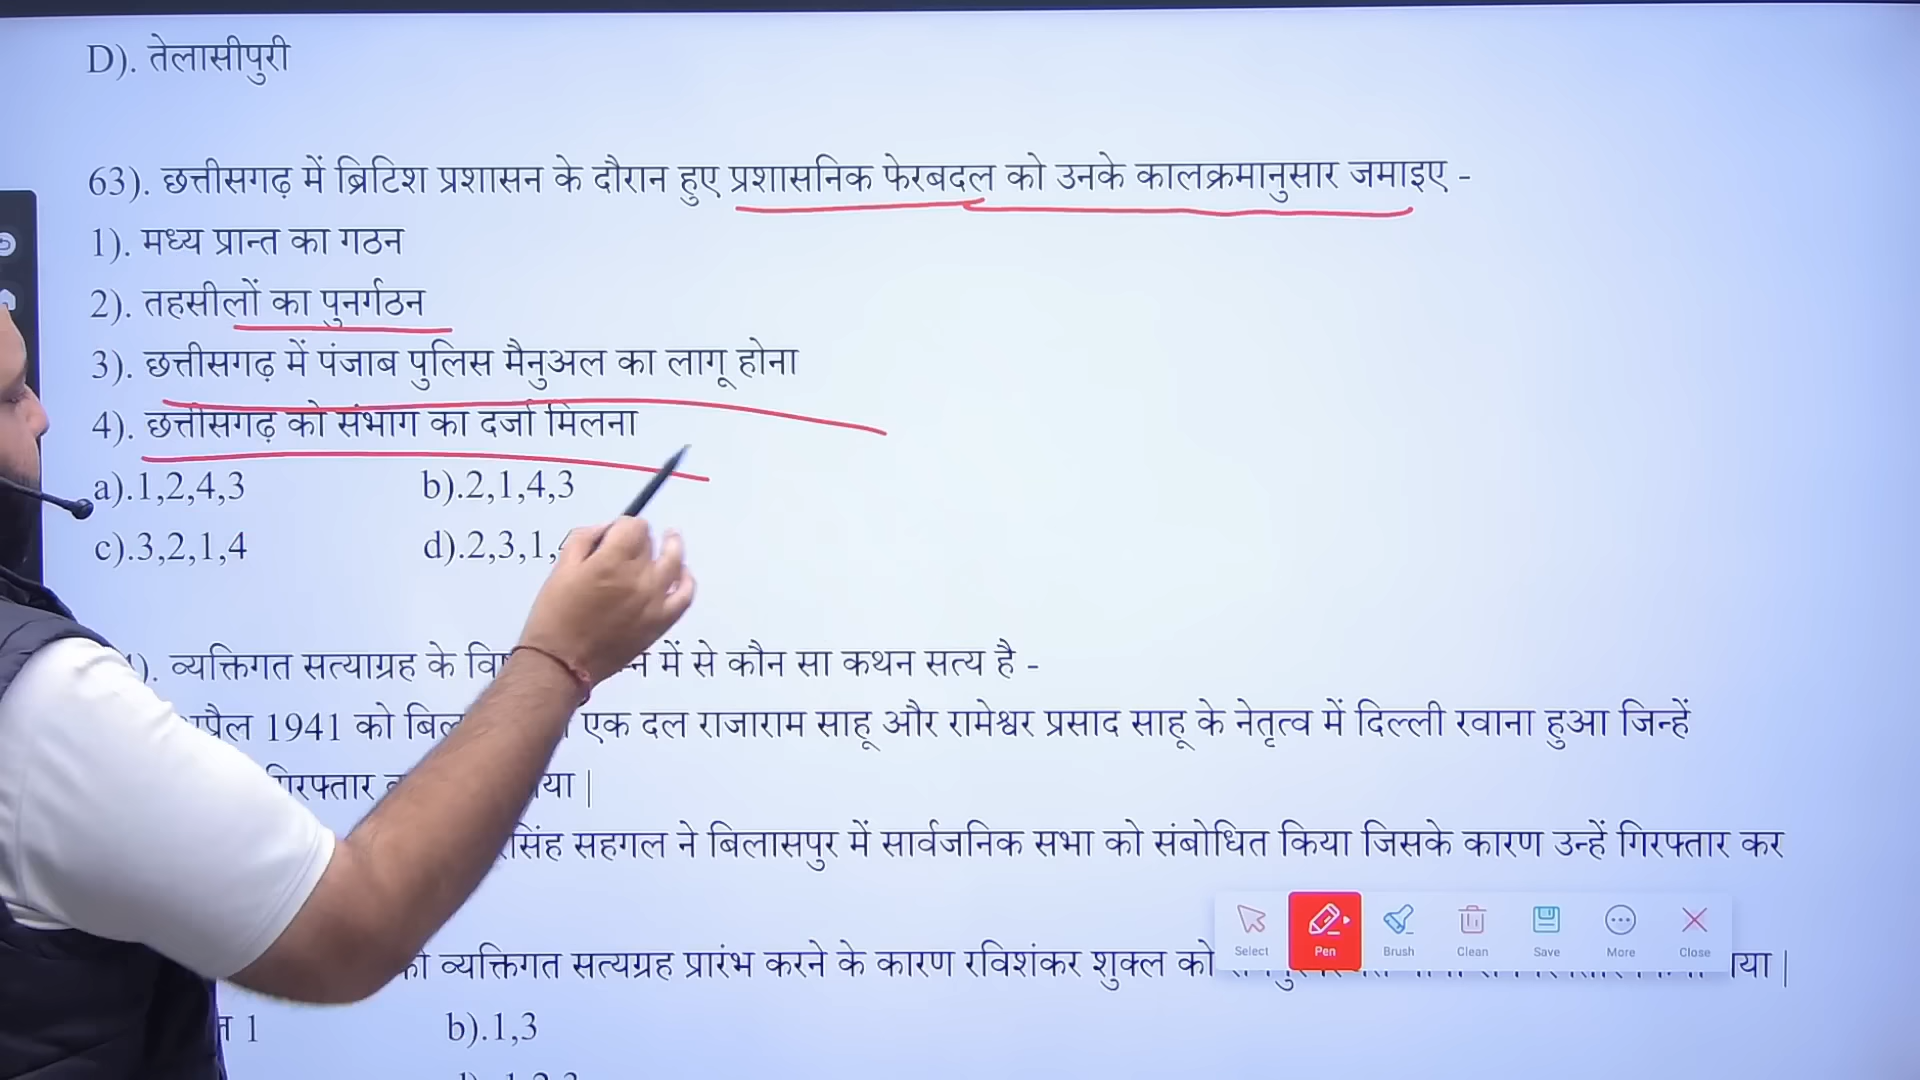 D). तेलासीपुरी
63). छत्तीसगढ़ में ब्रिटिश प्रशासन के दौरान हुए प्रशासनिक फेरबदल को उनके कालक्रमानुसार जमाइए -
1). मध्य प्रान्त का गठन
2). तहसीलों का पुनर्गठन
3). छत्तीसगढ़ में पंजाब पुलिस मैनुअल का लागू होना
4). छत्तीसगढ़ को संभाग का दर्जा मिलना
a).1,2,4,3 b).2,1,4,3
c).3,2,1,4 d).2,3,1,
). व्यक्तिगत सत्याग्रह के में से कौन सा कथन सत्य है -
1941 को एक दल राजाराम साहू और रामेश्वर प्रसाद साहू के नेतृत्व में दिल्ली रवाना हुआ जिन्हें
सहगल ने बिलासपुर में सार्वजनिक सभा को संबोधित किया जिसके कारण उन्हें गिरफ्तार कर
व्यक्तिगत सत्यग्रह प्रारंभ करने के कारण रविशंकर शुक्ल को
1 b).1,3
Select Pen Brush Clean Save More Close